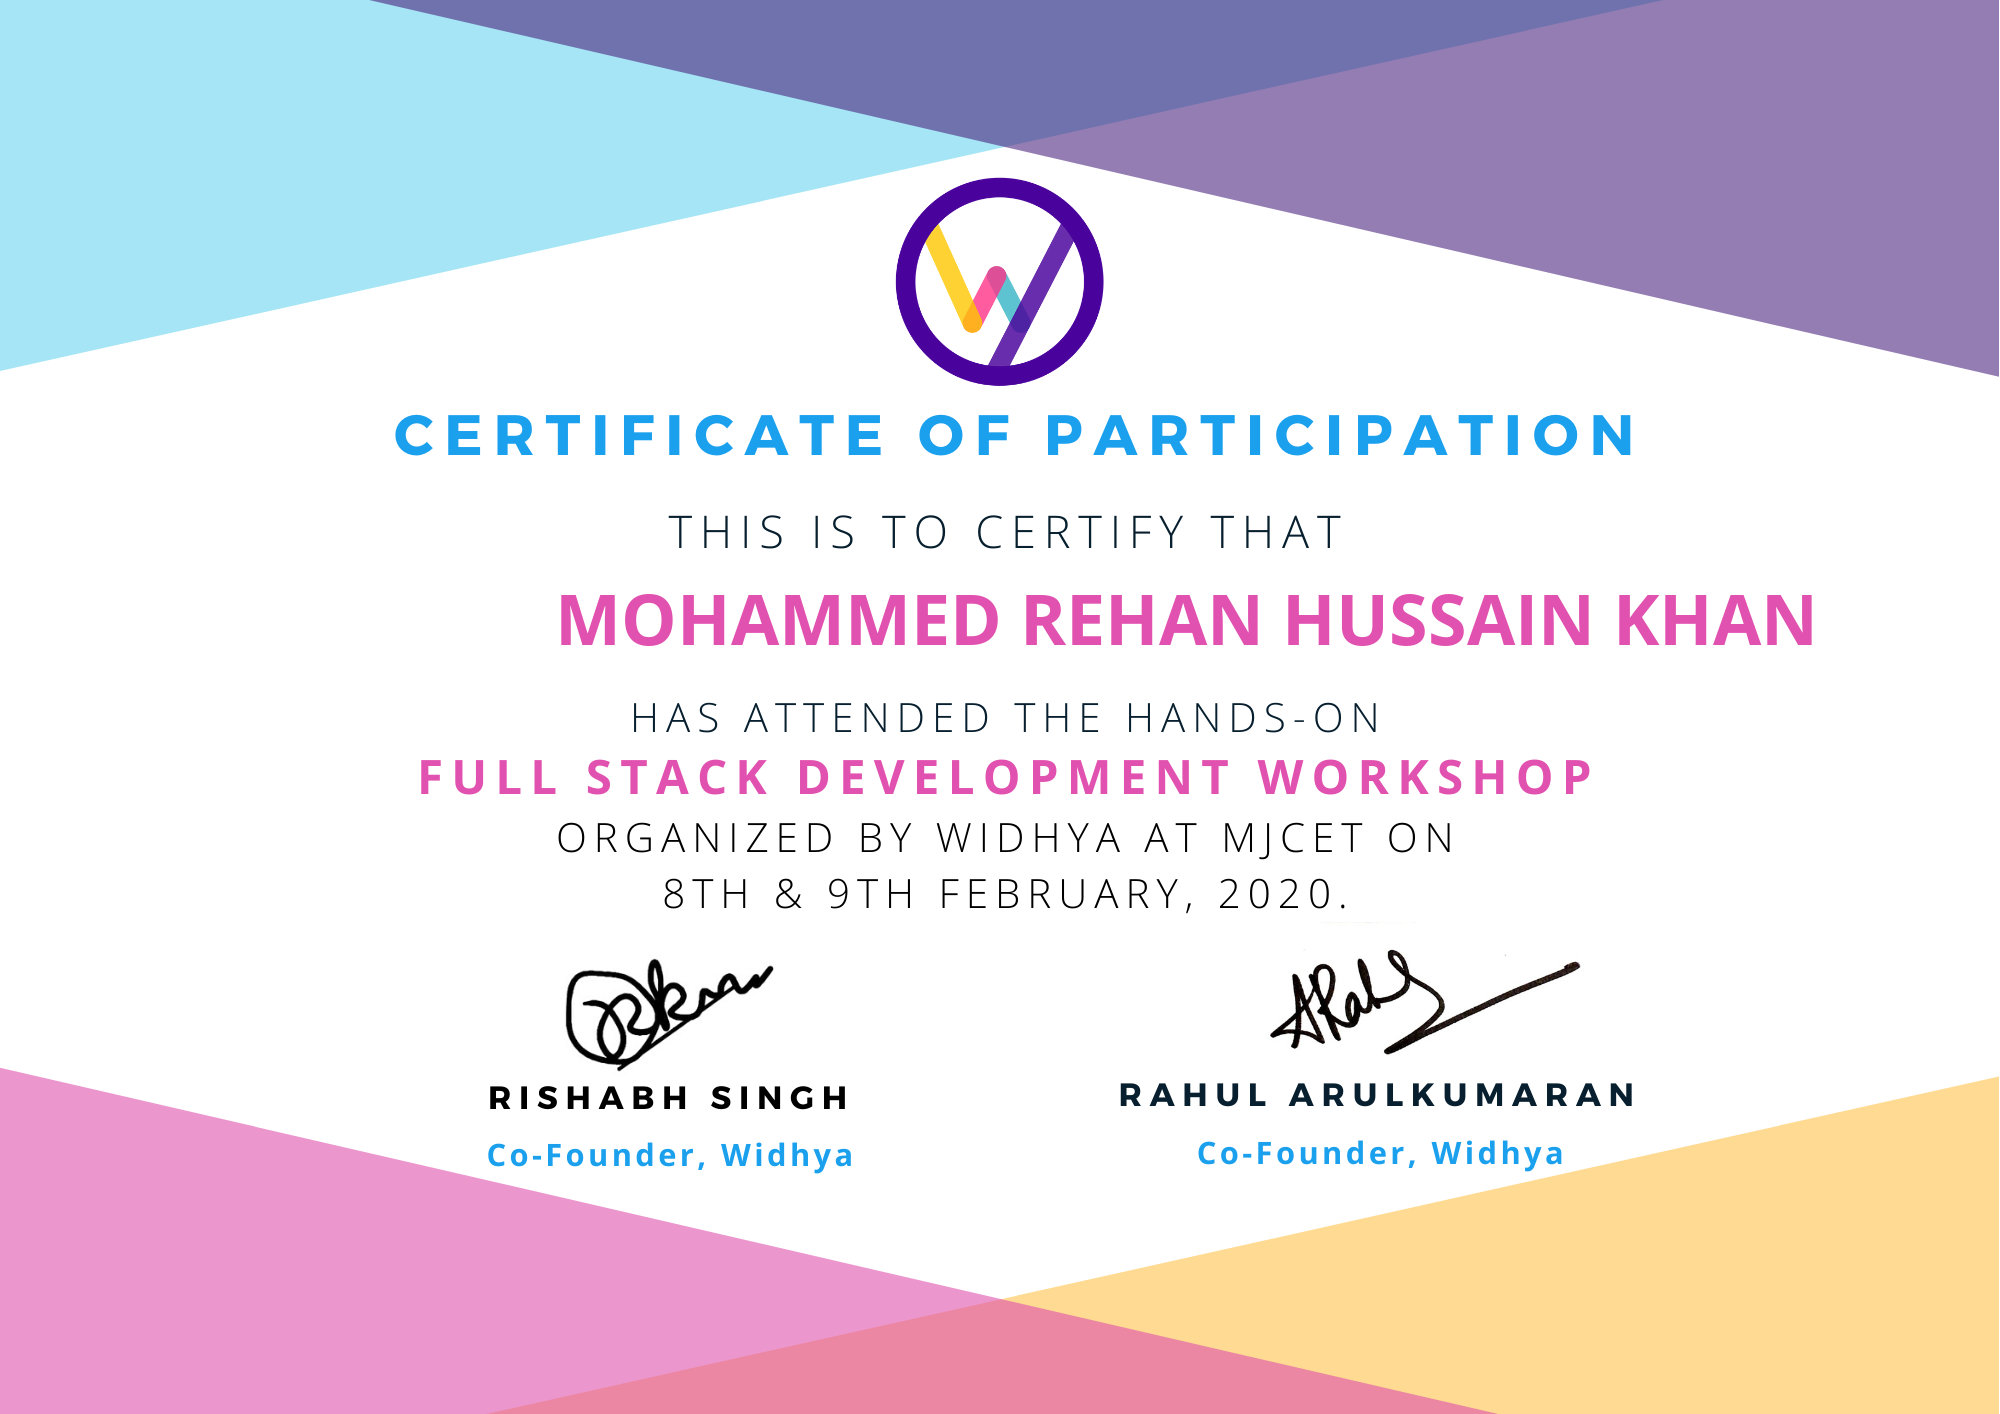 CERTIFICATE OF PARTICIPATION
THIS IS TO CERTIFY THAT
MOHAMMED REHAN HUSSAIN KHAN
HAS ATTENDED THE HANDS-ON
FULL STACK DEVELOPMENT WORKSHOP
ORGANIZED BY WIDHYA AT MJCET ON
8TH & 9TH FEBRUARY, 2020.
RISHABH SINGH
Co-Founder, Widhya
RAHUL ARULKUMARAN
Co-Founder, Widhya